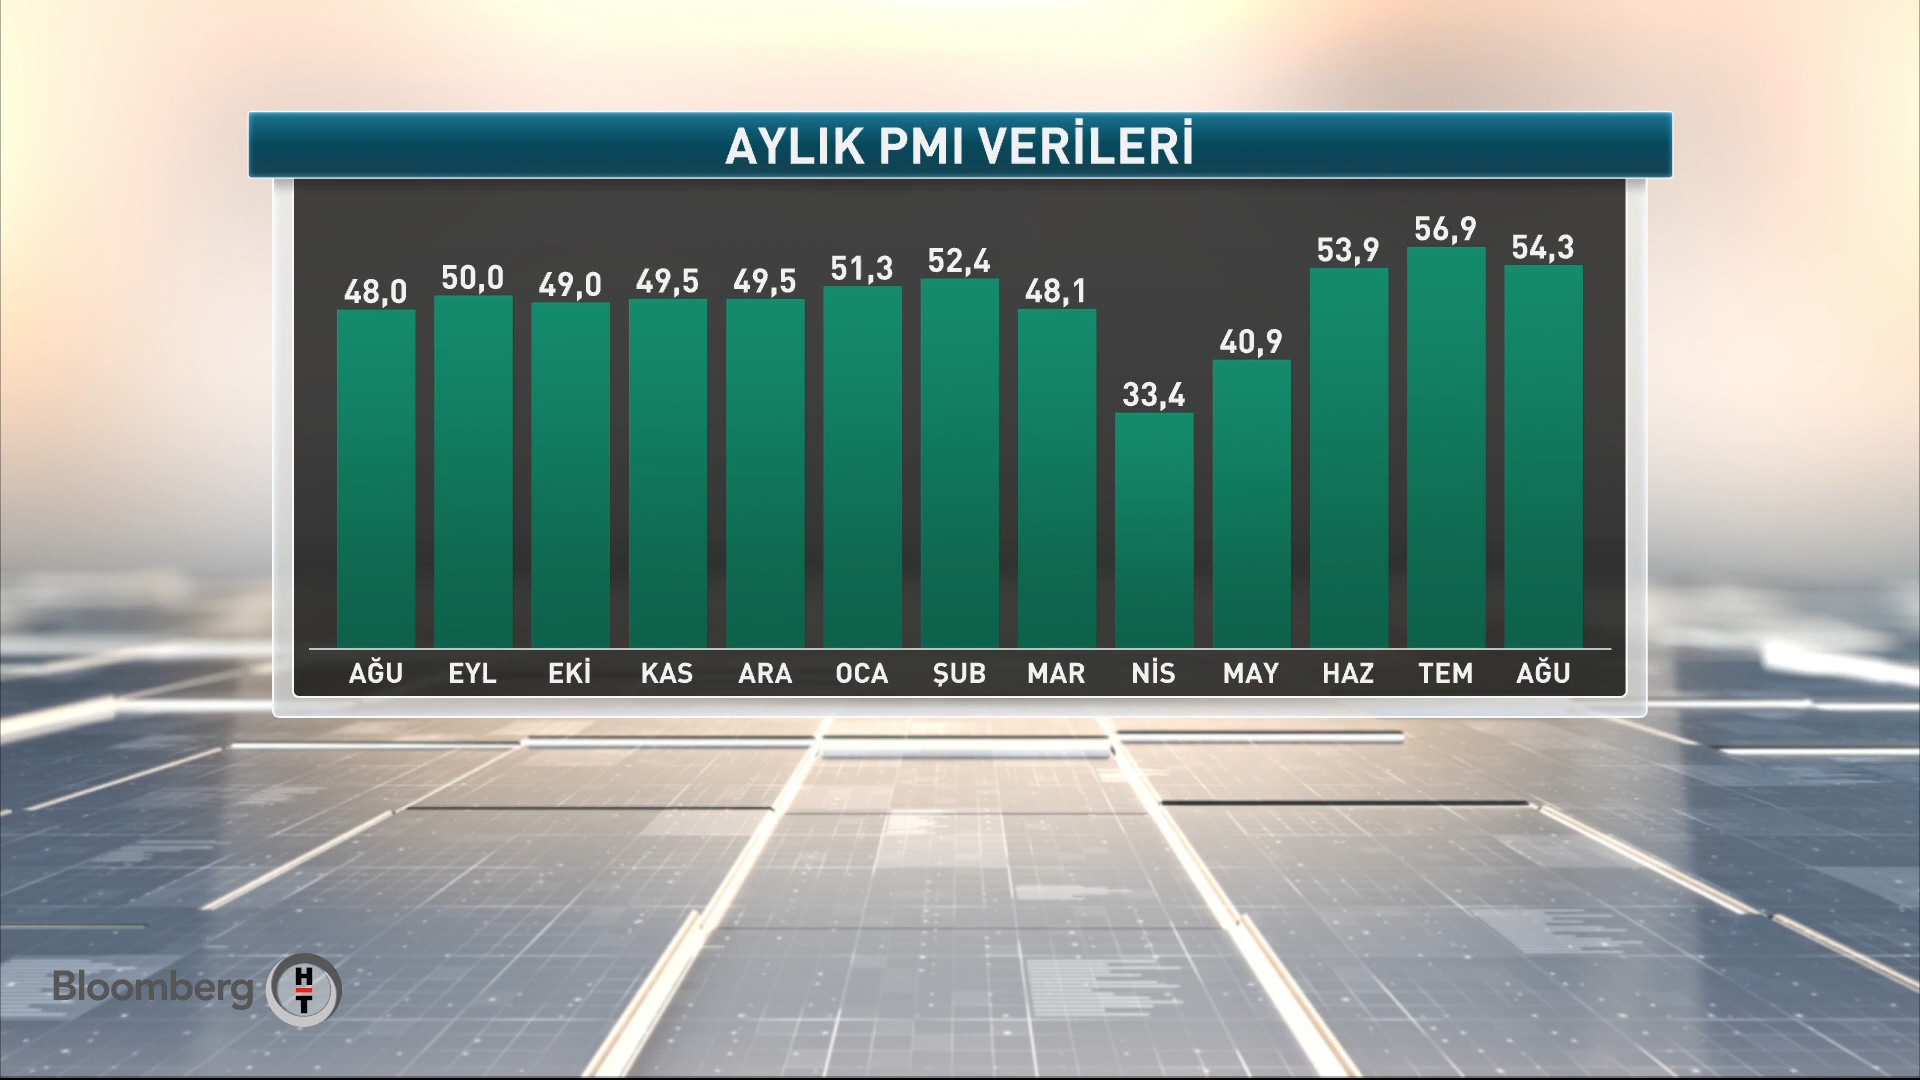 AYLIK PMI VERİLERİ
48,0 50,0 49,0 49,5 49,5 51,3 52,4 48,1 33,4 40,9 53,9 56,9 54,3
AĞU EYL EKİ KAS ARA OCA ŞUB MAR NİS MAY HAZ TEM AĞU
Bloomberg HT